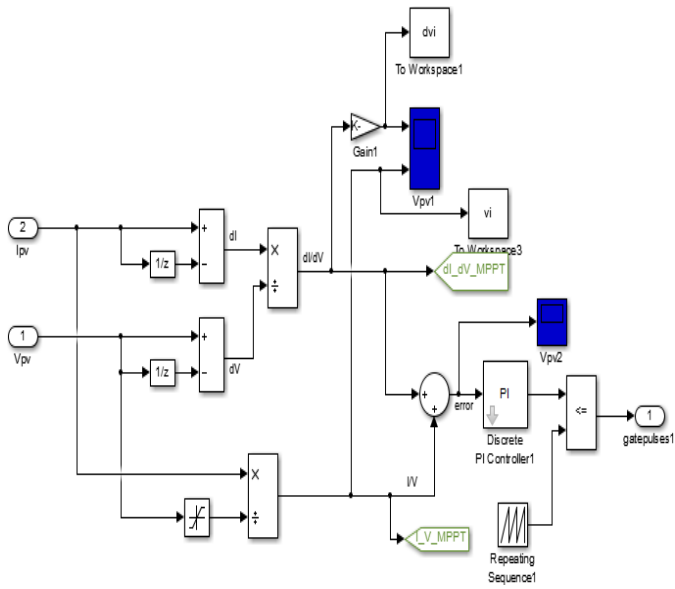 dvi
To Workspace1
K-
Gain1
Vpv1
vi
To Workspace3
2
Ipv
+
-
dI
1/z
×
÷
dI/dV
dI_dV_MPPT
1
Vpv
+
-
dV
1/z
Vpv2
+
+
error
PI
Discrete
PI Controller1
<=
1
gatepulses1
×
÷
I/V
I_V_MPPT
Repeating
Sequence1